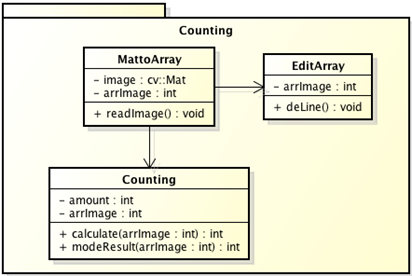 Counting
MattoArray
- image : cv::Mat
- arrImage : int
+ readImage() : void
EditArray
- arrImage : int
+ deLine() : void
Counting
- amount : int
- arrImage : int
+ calculate(arrImage : int) : int
+ modeResult(arrImage : int) : int